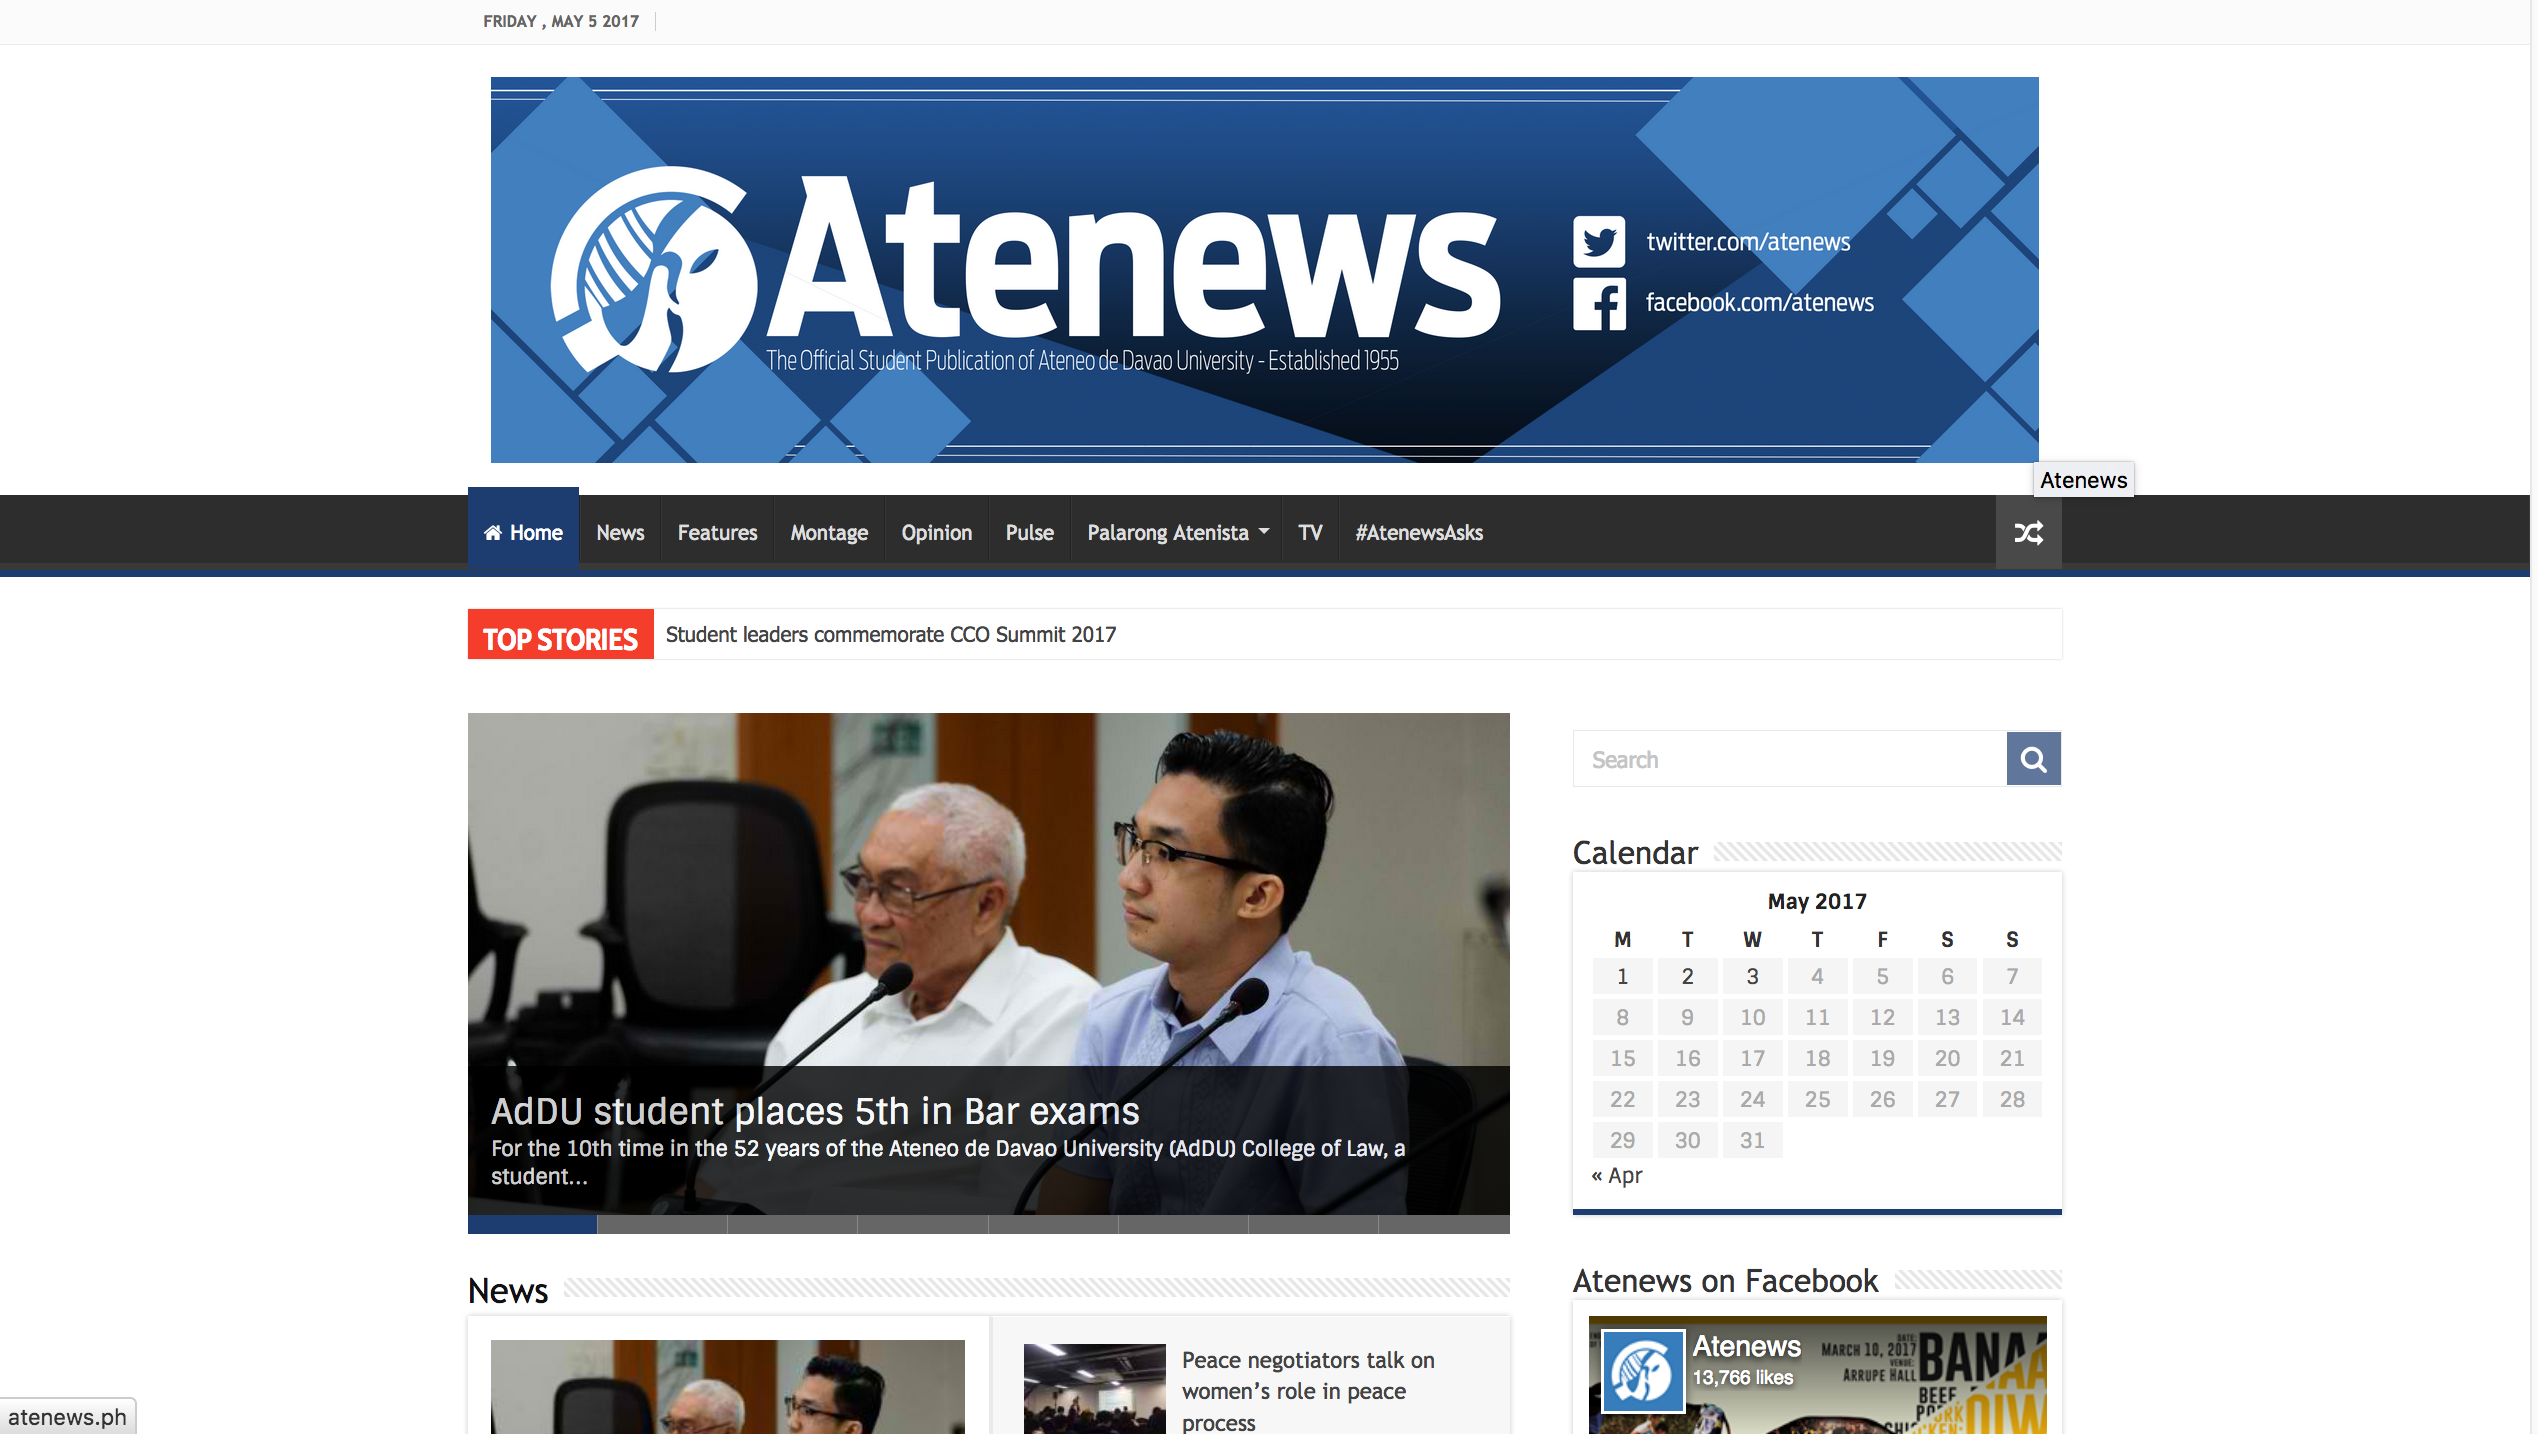 FRIDAY , MAY 5 2017
Atenews
The Official Student Publication of Ateneo de Davao University - Established 1955
twitter.com/atenews
facebook.com/atenews
Atenews
Home News Features Montage Opinion Pulse Palarong Atenista TV #AtenewsAsks
TOP STORIES Student leaders commemorate CCO Summit 2017
AdDU student places 5th in Bar exams
For the 10th time in the 52 years of the Ateneo de Davao University (AdDU) College of Law, a
student...
Search
Calendar
May 2017
M T W T F S S
1 2 3 4 5 6 7
8 9 10 11 12 13 14
15 16 17 18 19 20 21
22 23 24 25 26 27 28
29 30 31
« Apr
News
Peace negotiators talk on
women’s role in peace
process
Atenews on Facebook
Atenews
13,766 likes
DATE:
MARCH 10, 2017
VENUE:
ARRUPE HALL
BEEF
atenews.ph